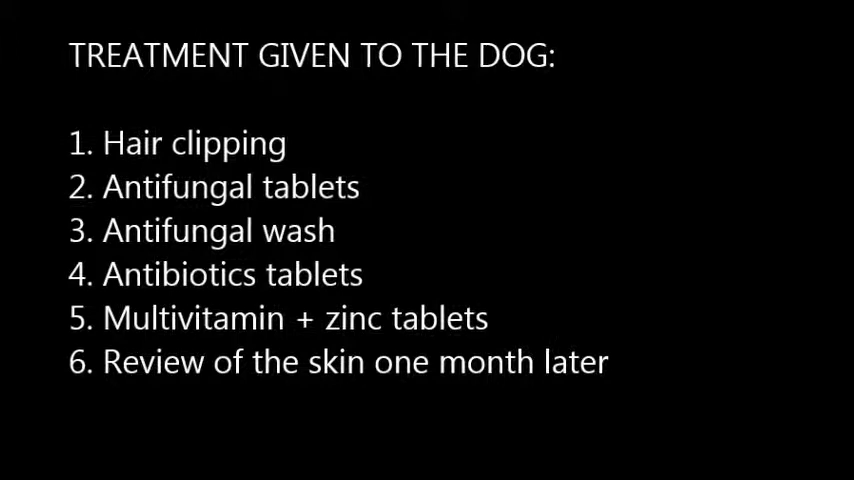 TREATMENT GIVEN TO THE DOG:
1. Hair clipping
2. Antifungal tablets
3. Antifungal wash
4. Antibiotics tablets
5. Multivitamin + zinc tablets
6. Review of the skin one month later